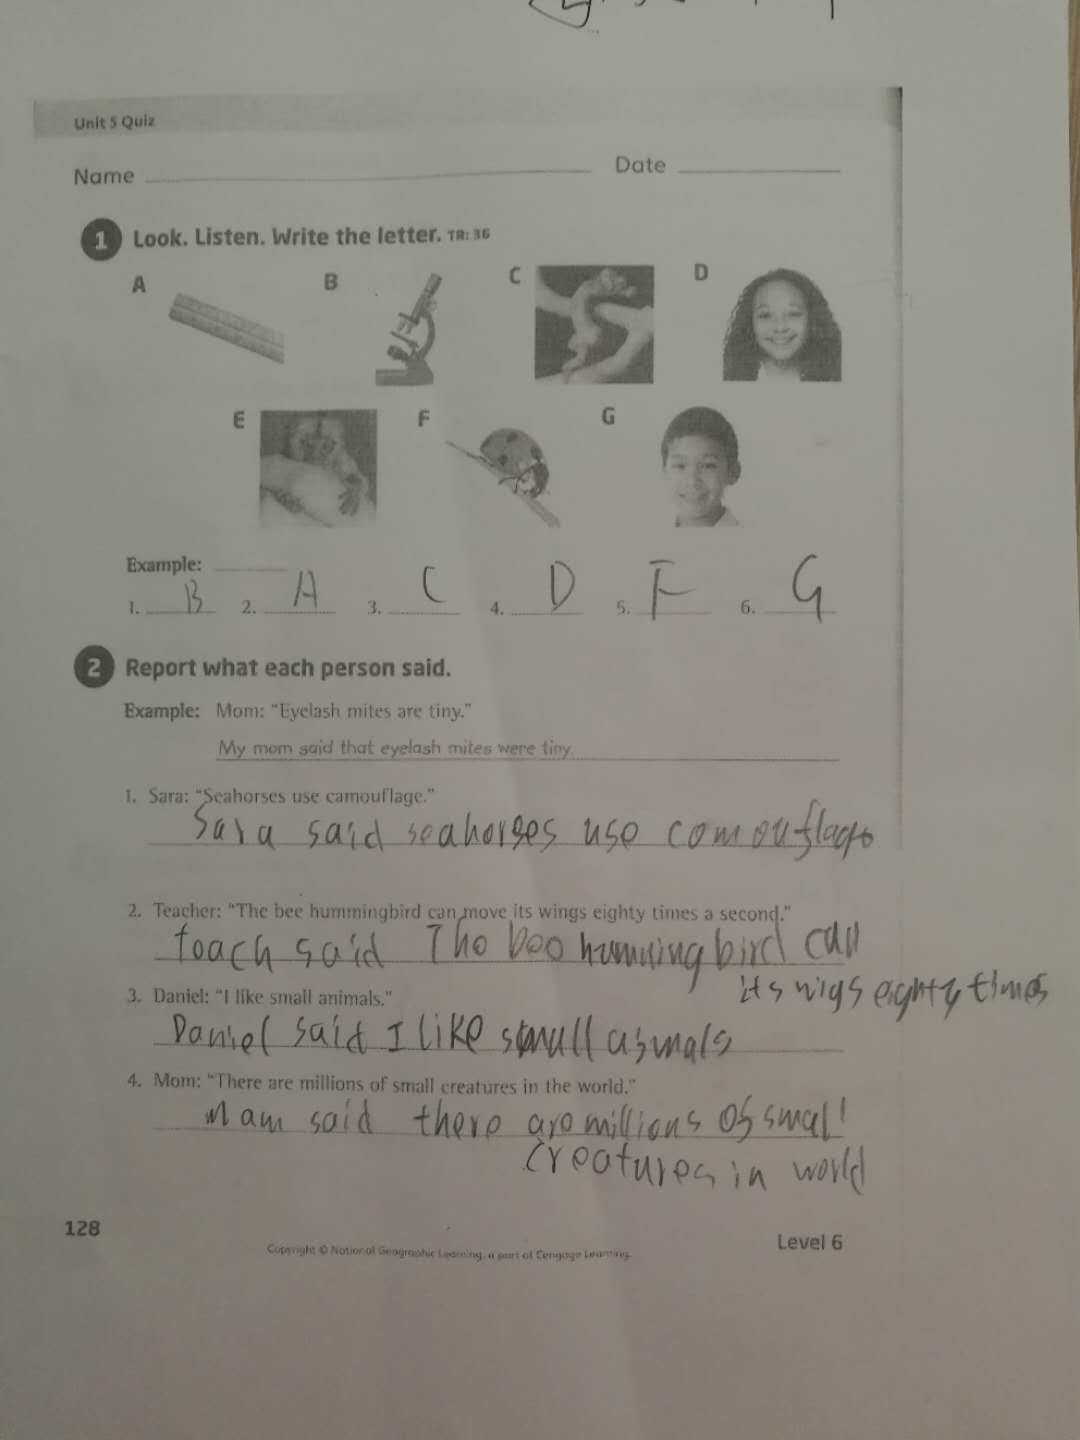 Unit 5 Quiz
Name Date
1 Look. Listen. Write the letter. TR: 36
A B C D
E F G
Example:
1. B 2. A 3. C 4. D 5. F 6. G
2 Report what each person said.
Example: Mom: “Eyelash mites are tiny.”
My mom said that eyelash mites were tiny.
1. Sara: “Seahorses use camouflage.”
Sara said seahorses use comouflage
2. Teacher: “The bee hummingbird can move its wings eighty times a second.”
teach said The bee humming bird can
its wigs eighty times
3. Daniel: “I like small animals.”
Daniel said I like small aismals
4. Mom: “There are millions of small creatures in the world.”
Mam said there are millions of small
creatures in world
128
Copyright © National Geographic Learning, a part of Cengage Learning.
Level 6